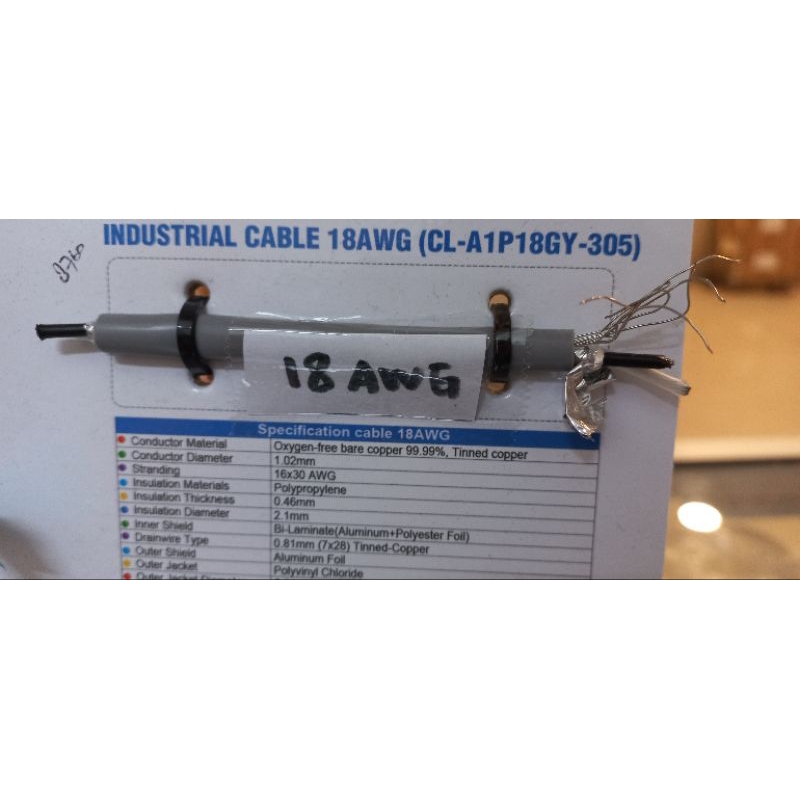 INDUSTRIAL CABLE 18AWG (CL-A1P18GY-305)
8760
18 AWG
Specification cable 18AWG
Conductor Material Oxygen-free bare copper 99.99%, Tinned copper
Conductor Diameter 1.02mm
Stranding 16x30 AWG
Insulation Materials Polypropylene
Insulation Thickness 0.46mm
Insulation Diameter 2.1mm
Inner Shield Bi-Laminate(Aluminum+Polyester Foil)
Drainwire Type 0.81mm (7x28) Tinned-Copper
Outer Shield Aluminum Foil
Outer Jacket Polyvinyl Chloride
Outer Jacket